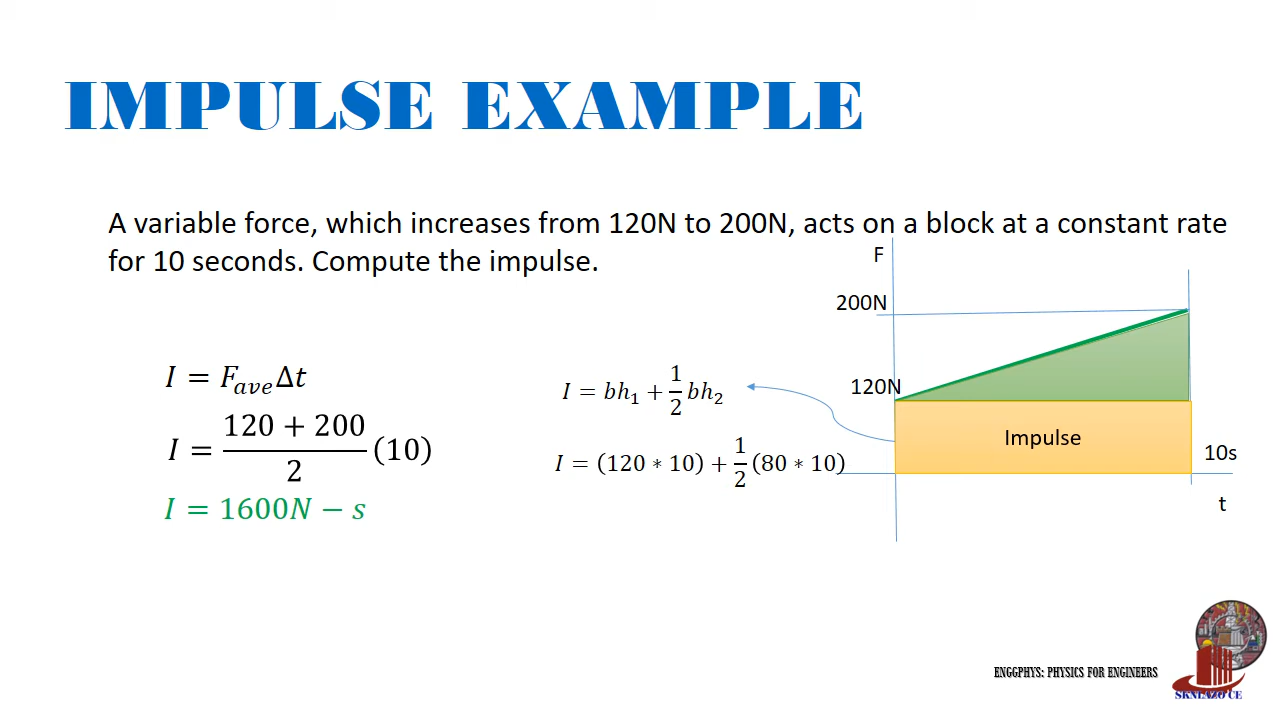 IMPULSE EXAMPLE
A variable force, which increases from 120N to 200N, acts on a block at a constant rate
for 10 seconds. Compute the impulse.
F
200N
120N
Impulse
10s
t
I = F_ave Δt
I = (120 + 200)/2 (10)
I = 1600N − s
I = bh₁ + 1/2 bh₂
I = (120 ∗ 10) + 1/2 (80 ∗ 10)
ENGGPHYS: PHYSICS FOR ENGINEERS
SKNLAZO CE